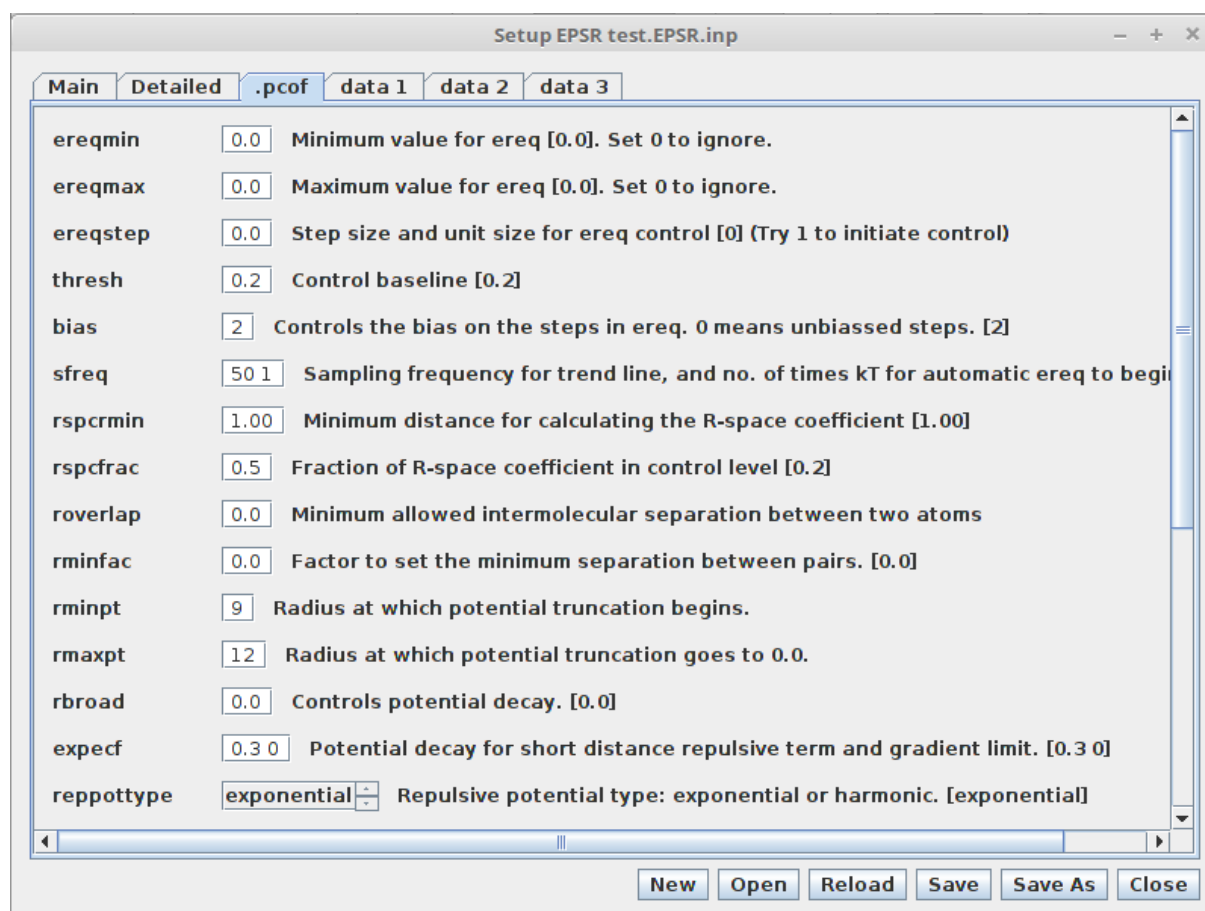 Setup EPSR test.EPSR.inp
Main Detailed .pcof data 1 data 2 data 3
ereqmin 0.0 Minimum value for ereq [0.0]. Set 0 to ignore.
ereqmax 0.0 Maximum value for ereq [0.0]. Set 0 to ignore.
ereqstep 0.0 Step size and unit size for ereq control [0] (Try 1 to initiate control)
thresh 0.2 Control baseline [0.2]
bias 2 Controls the bias on the steps in ereq. 0 means unbiassed steps. [2]
sfreq 50 1 Sampling frequency for trend line, and no. of times kT for automatic ereq to begi
rspcrmin 1.00 Minimum distance for calculating the R-space coefficient [1.00]
rspcfrac 0.5 Fraction of R-space coefficient in control level [0.2]
roverlap 0.0 Minimum allowed intermolecular separation between two atoms
rminfac 0.0 Factor to set the minimum separation between pairs. [0.0]
rminpt 9 Radius at which potential truncation begins.
rmaxpt 12 Radius at which potential truncation goes to 0.0.
rbroad 0.0 Controls potential decay. [0.0]
expecf 0.3 0 Potential decay for short distance repulsive term and gradient limit. [0.3 0]
reppottype exponential Repulsive potential type: exponential or harmonic. [exponential]
New Open Reload Save Save As Close